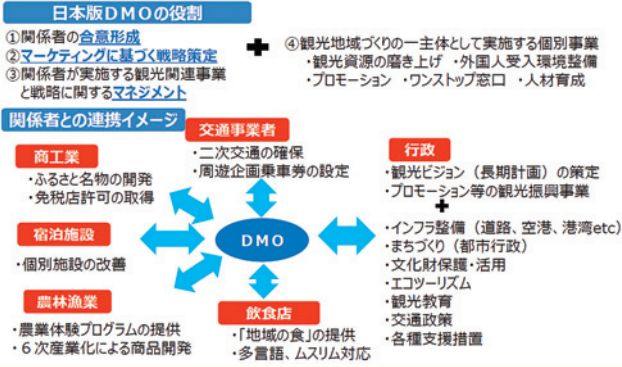 日本版DMOの役割
①関係者の合意形成
②マーケティングに基づく戦略策定
③関係者が実施する観光関連事業
と戦略に関するマネジメント
④観光地域づくりの一主体として実施する個別事業
・観光資源の磨き上げ ・外国人受入環境整備
・プロモーション ・ワンストップ窓口 ・人材育成
関係者との連携イメージ
交通事業者
・二次交通の確保
・周遊企画乗車券の設定
商工業
・ふるさと名物の開発
・免税店許可の取得
宿泊施設
・個別施設の改善
農林漁業
・農業体験プログラムの提供
・６次産業化による商品開発
DMO
飲食店
・「地域の食」の提供
・多言語、ムスリム対応
行政
・観光ビジョン（長期計画）の策定
・プロモーション等の観光振興事業
・インフラ整備（道路、空港、港湾etc）
・まちづくり（都市行政）
・文化財保護・活用
・エコツーリズム
・観光教育
・交通政策
・各種支援措置